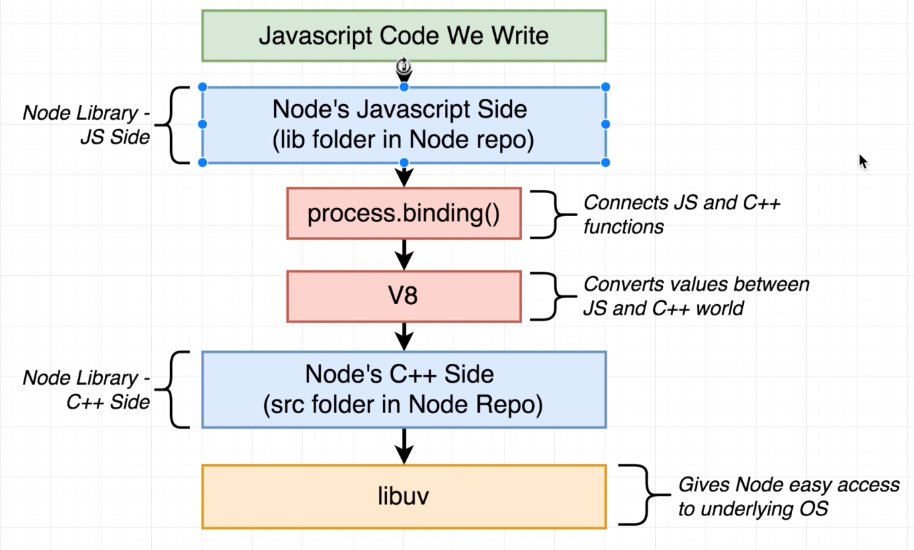 Javascript Code We Write
Node Library -
JS Side
Node's Javascript Side
(lib folder in Node repo)
process.binding()
Connects JS and C++
functions
V8
Converts values between
JS and C++ world
Node Library -
C++ Side
Node's C++ Side
(src folder in Node Repo)
libuv
Gives Node easy access
to underlying OS